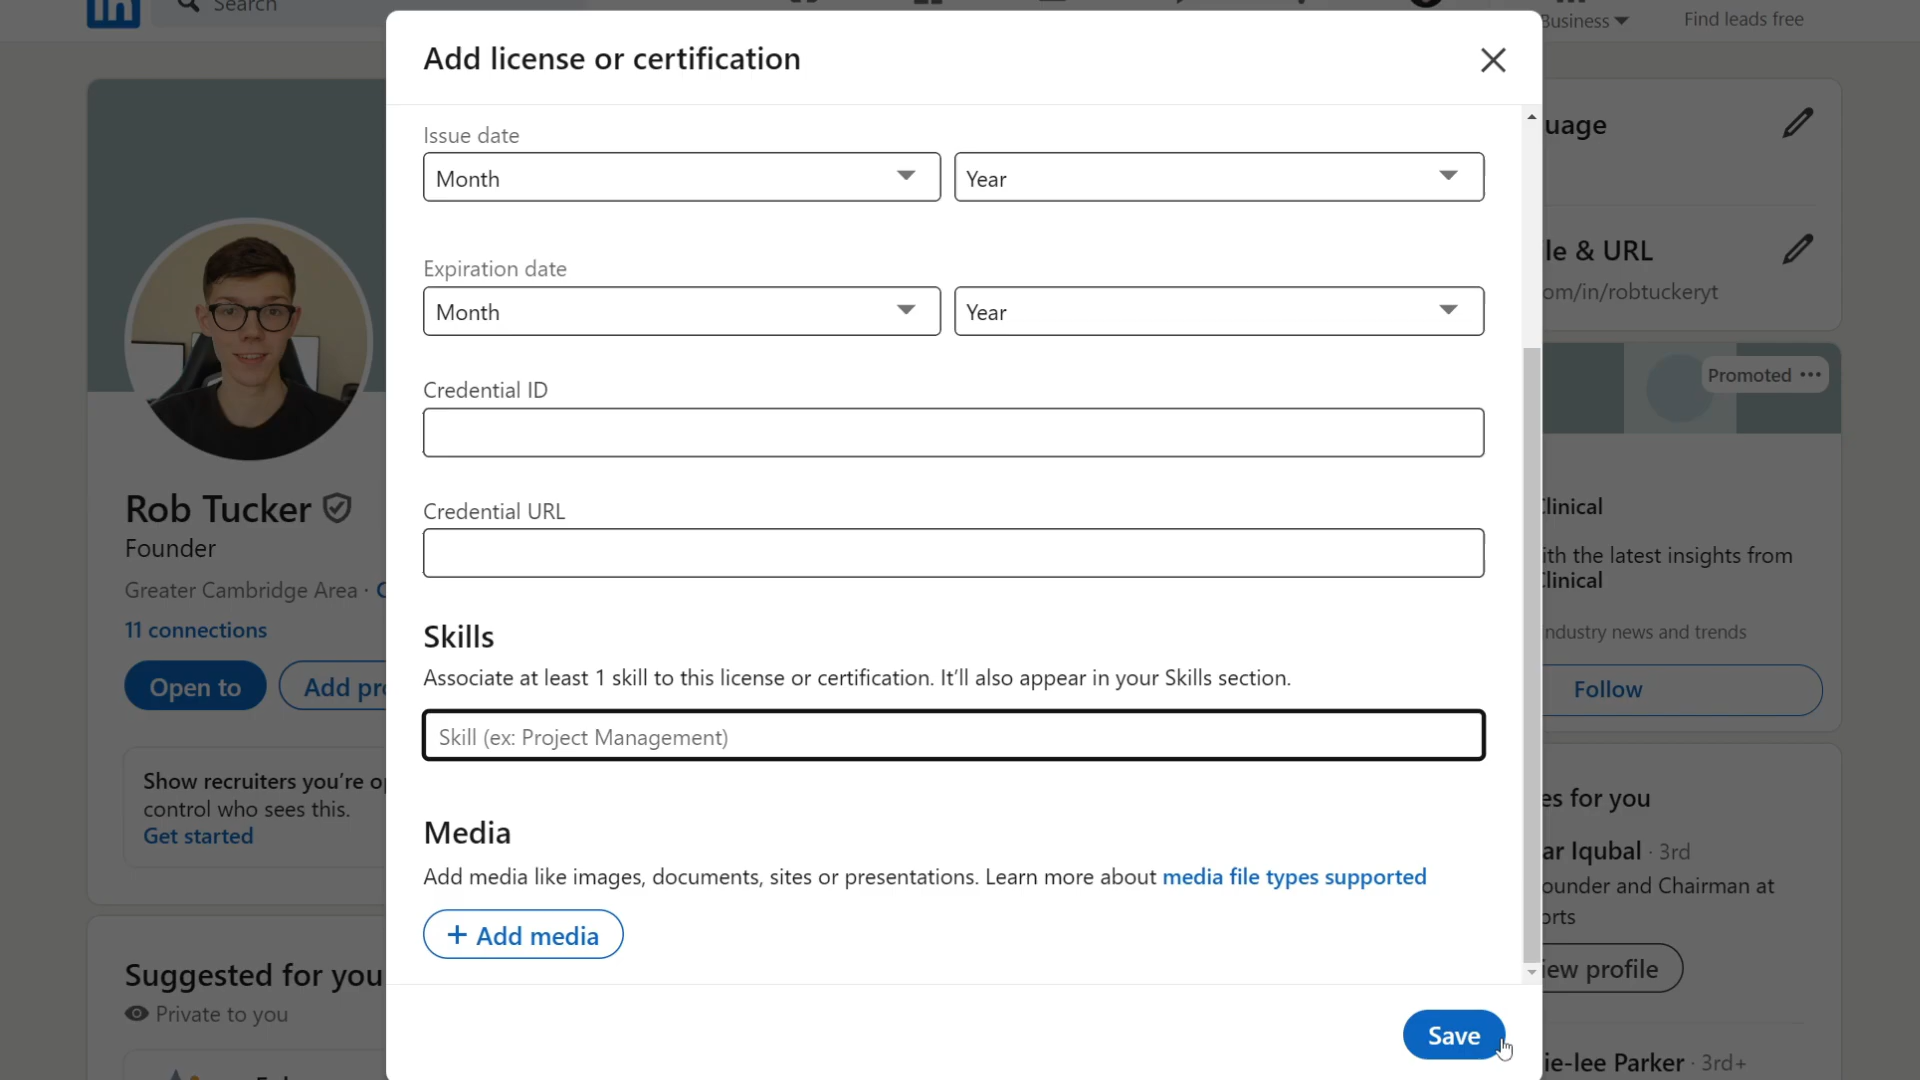 in
Search
Business
Find leads free
Add license or certification
Issue date
Month
Year
Expiration date
Month
Year
Credential ID
Credential URL
Skills
Associate at least 1 skill to this license or certification. It'll also appear in your Skills section.
Skill (ex: Project Management)
Media
Add media like images, documents, sites or presentations. Learn more about media file types supported
+ Add media
Save
Rob Tucker
Founder
Greater Cambridge Area ·
11 connections
Open to
Add pr
Show recruiters you're o
control who sees this.
Get started
Suggested for you
Private to you
uage
le & URL
om/in/robtuckeryt
Promoted
Clinical
ith the latest insights from
Clinical
ndustry news and trends
Follow
es for you
ar Iqubal · 3rd
ounder and Chairman at
orts
iew profile
ie-lee Parker · 3rd+